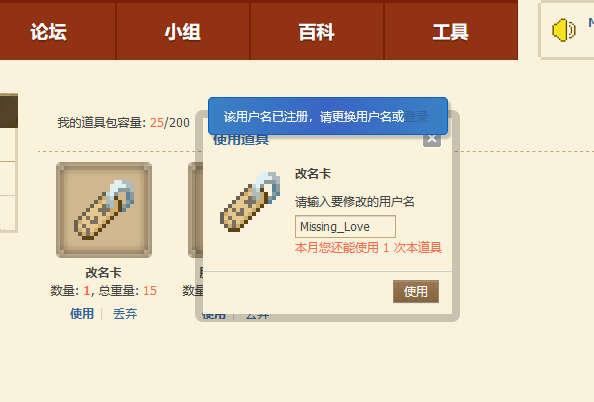 论坛
小组
百科
工具
我的道具包容量: 25/200
该用户名已注册，请更换用户名或登录
使用道具
改名卡
请输入要修改的用户名
Missing_Love
本月您还能使用 1 次本道具
使用
改名卡
数量: 1, 总重量: 15
使用
丢弃
数
使用
丢弃